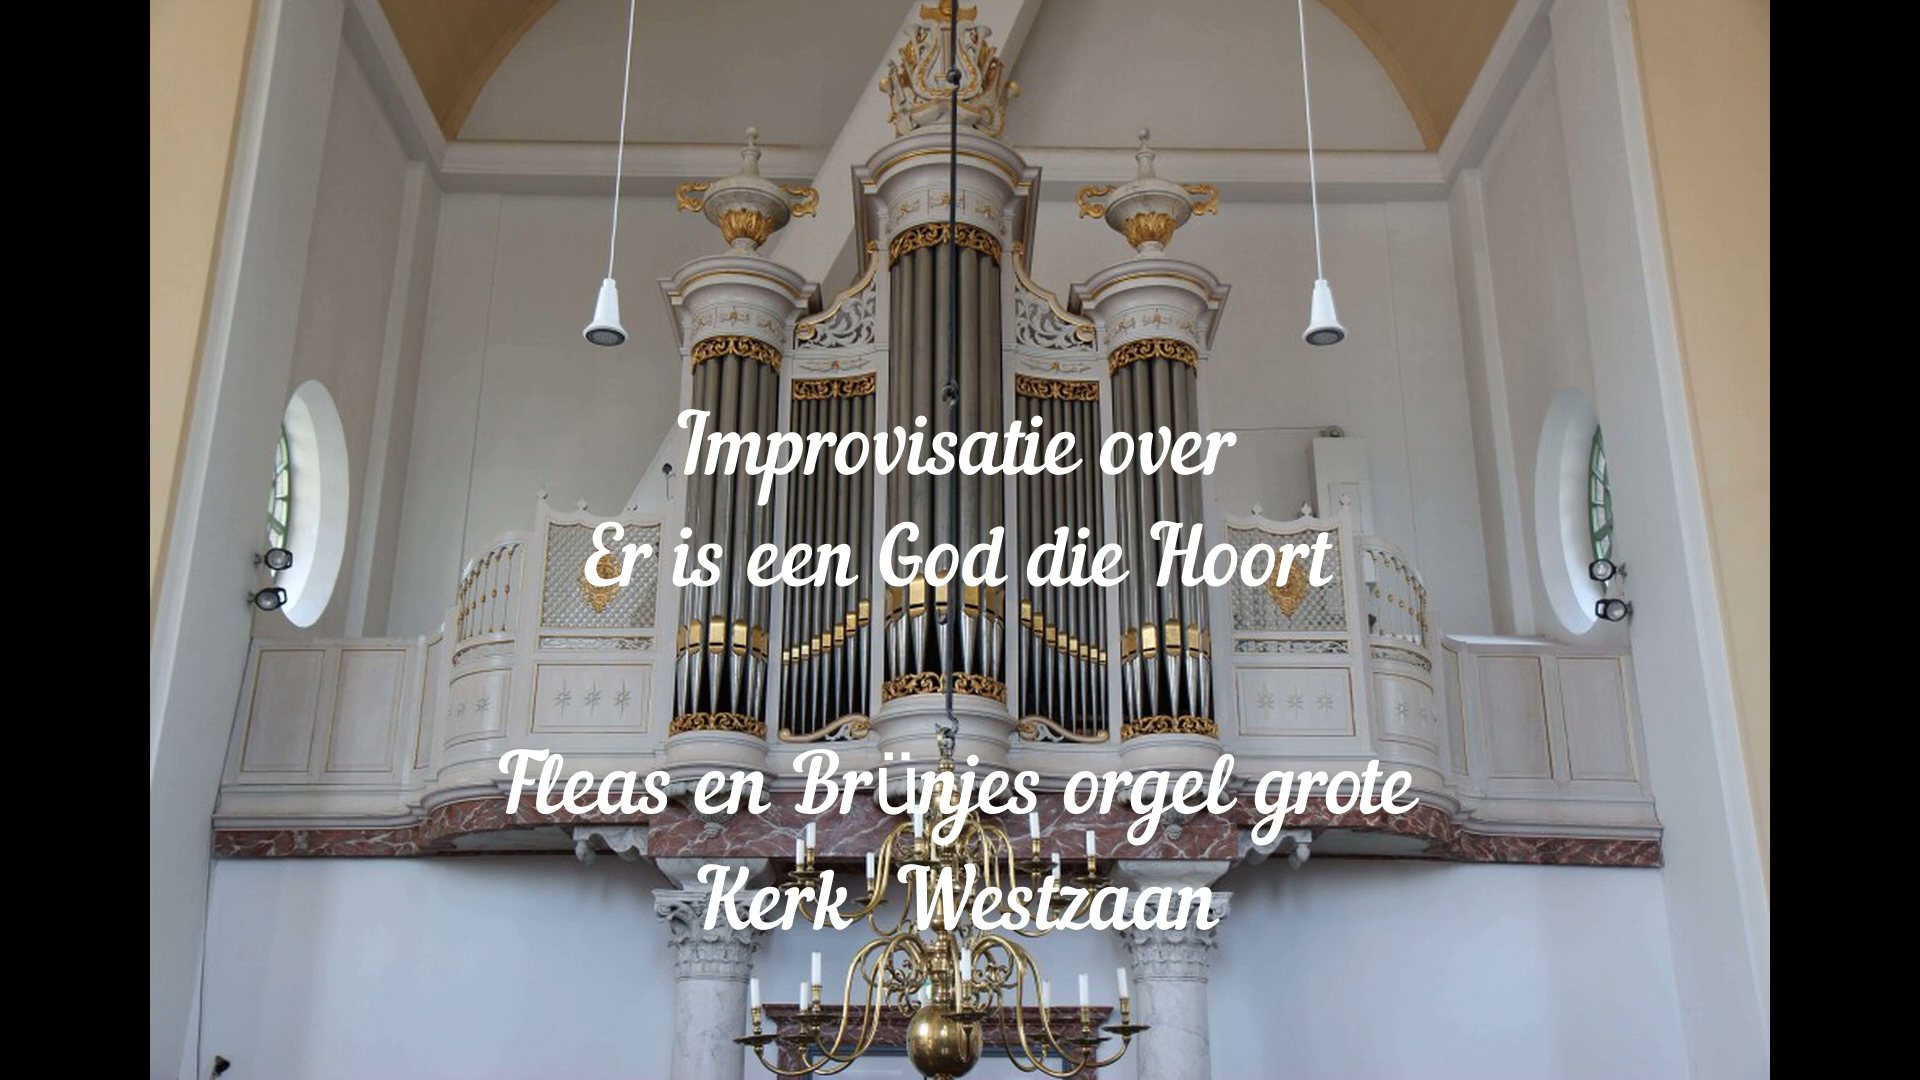 Improvisatie over
Er is een God die Hoort
Fleas en Brünjes orgel grote
Kerk Westzaan